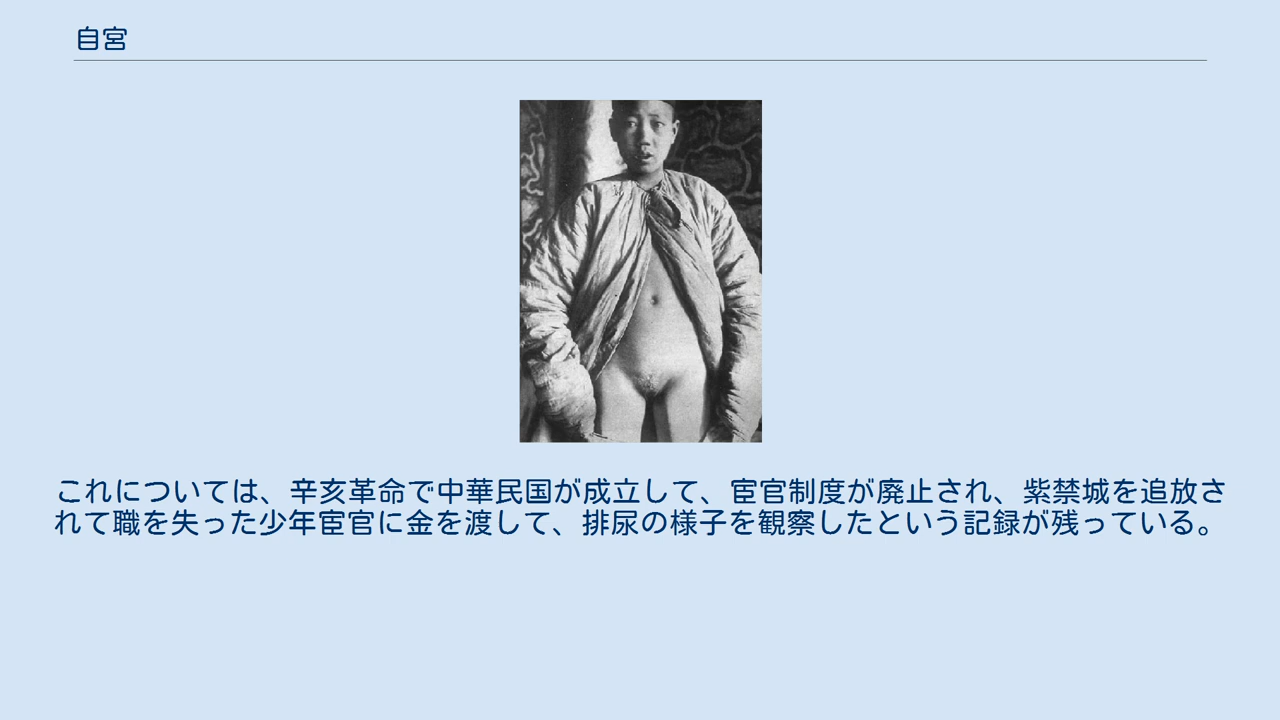 自宮
これについては、辛亥革命で中華民国が成立して、宦官制度が廃止され、紫禁城を追放さ
れて職を失った少年宦官に金を渡して、排尿の様子を観察したという記録が残っている。